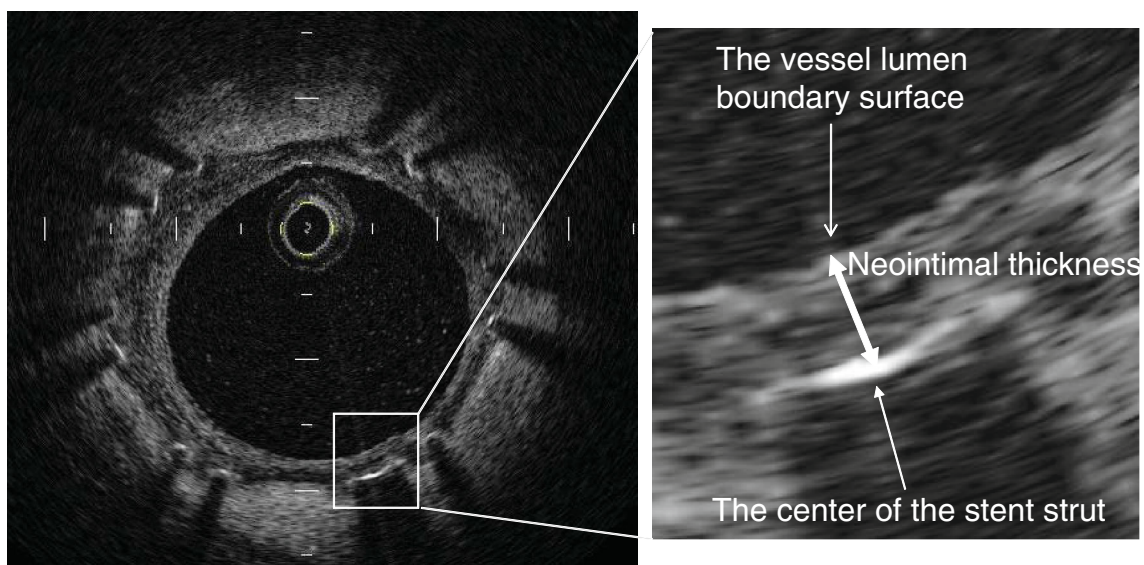 The vessel lumen
boundary surface
Neointimal thickness
The center of the stent strut